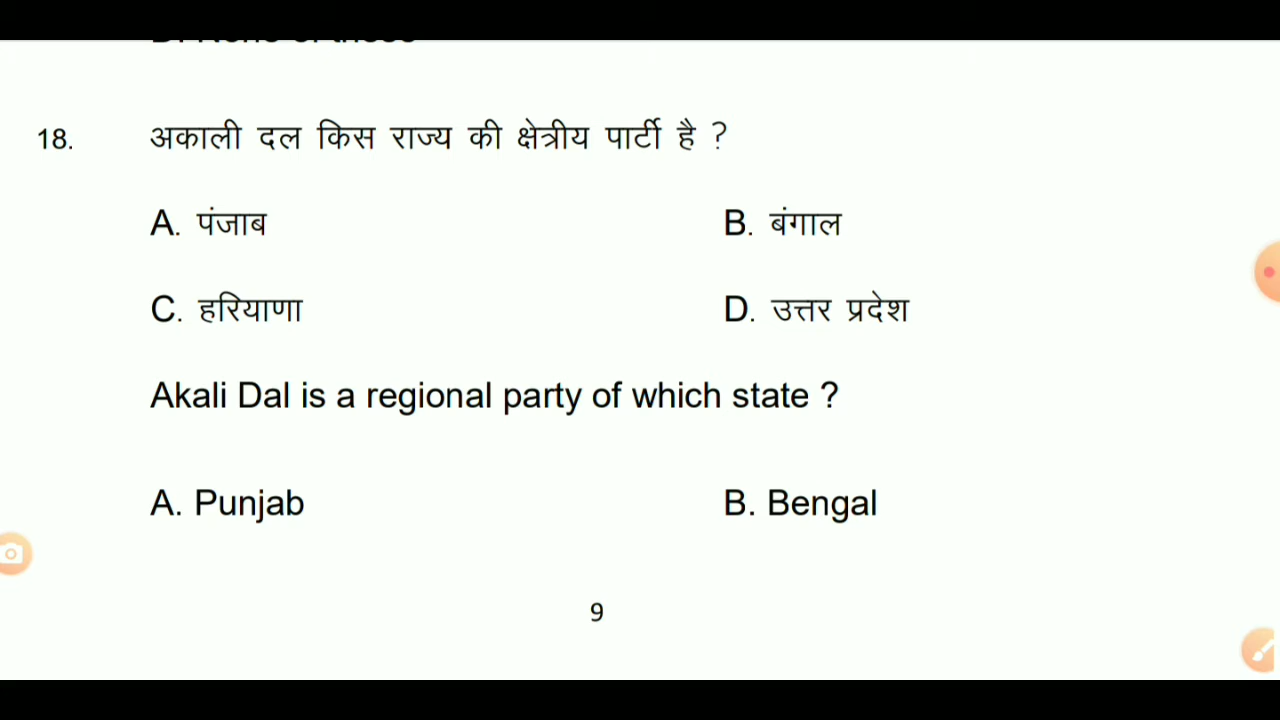 18. अकाली दल किस राज्य की क्षेत्रीय पार्टी है ?
A. पंजाब B. बंगाल
C. हरियाणा D. उत्तर प्रदेश
Akali Dal is a regional party of which state ?
A. Punjab B. Bengal
9